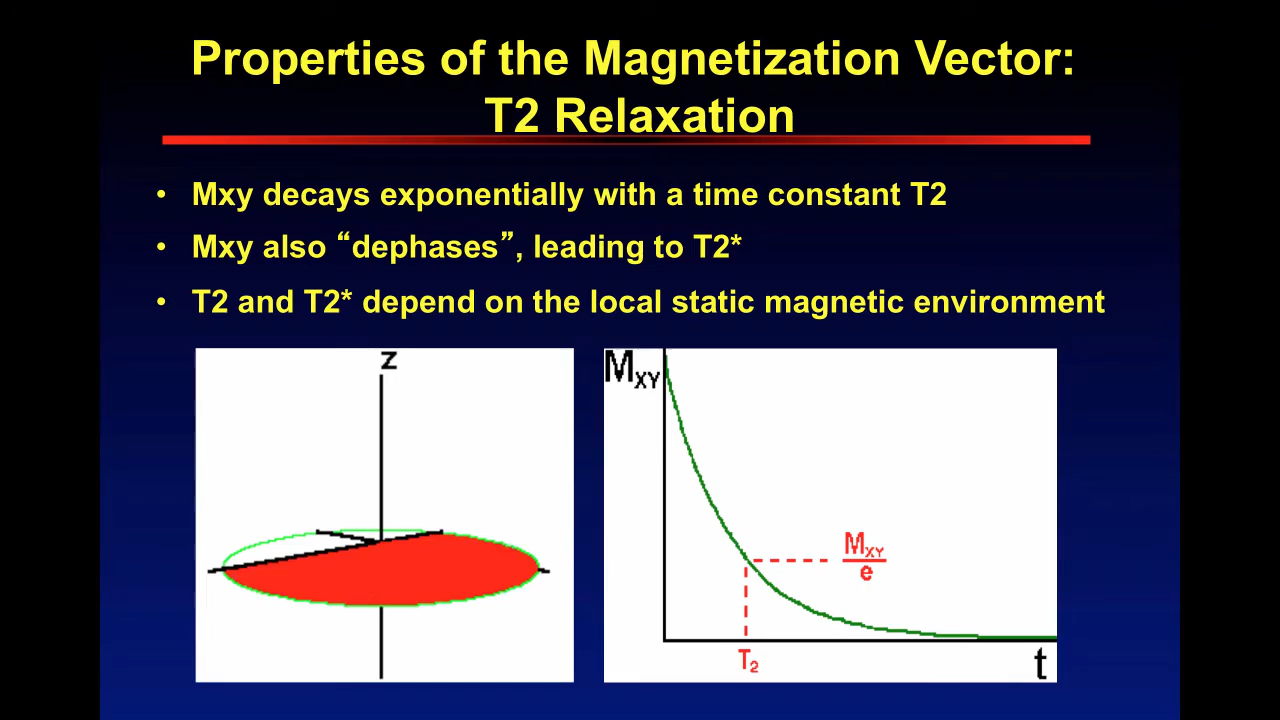 Properties of the Magnetization Vector:
T2 Relaxation
• Mxy decays exponentially with a time constant T2
• Mxy also “dephases”, leading to T2*
• T2 and T2* depend on the local static magnetic environment
z
MXY
MXY
e
T2
t